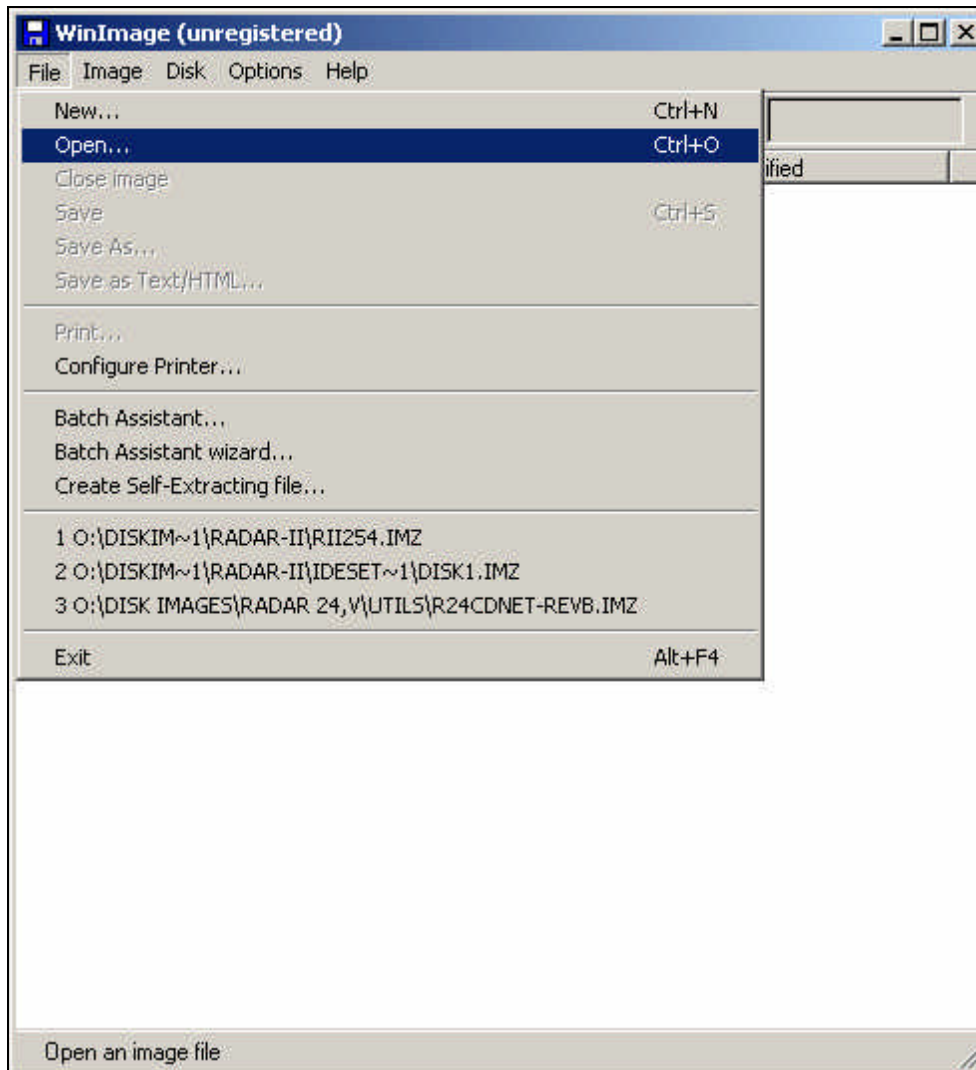 WinImage (unregistered)
File Image Disk Options Help
New... Ctrl+N
Open... Ctrl+O
ified
Close image
Save Ctrl+S
Save As...
Save as Text/HTML...
Print...
Configure Printer...
Batch Assistant...
Batch Assistant wizard...
Create Self-Extracting file...
1 O:\DISKIM~1\RADAR-II\RII254.IMZ
2 O:\DISKIM~1\RADAR-II\IDESET~1\DISK1.IMZ
3 O:\DISK IMAGES\RADAR 24,V\UTILS\R24CDNET-REVB.IMZ
Exit Alt+F4
Open an image file